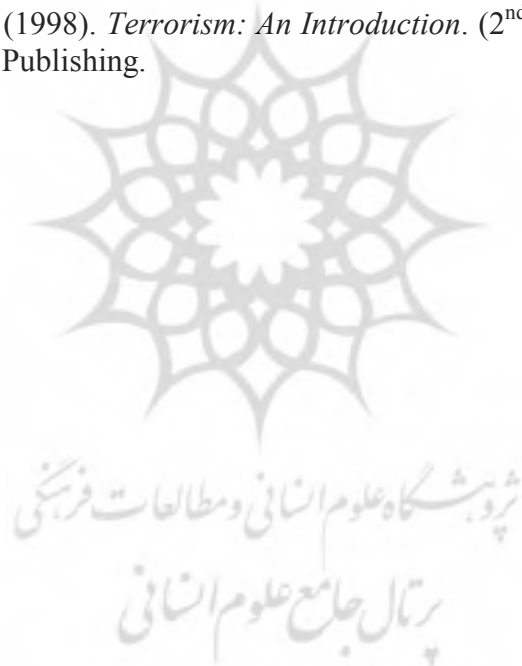 (1998). Terrorism: An Introduction. (2nd
Publishing.
پژوهشگاه علوم انسانی و مطالعات فرهنگی
پرتال جامع علوم انسانی